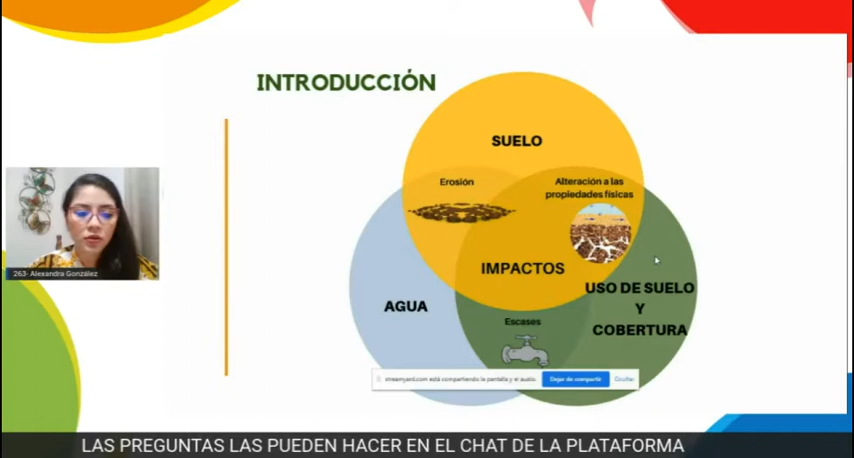 INTRODUCCIÓN
SUELO
Erosión
Alteración a las
propiedades físicas
263- Alexandra González
IMPACTOS
USO DE SUELO
Y
COBERTURA
AGUA
Escases
streamyard.com está compartiendo la pantalla y el audio.
Dejar de compartir
Ocultar
LAS PREGUNTAS LAS PUEDEN HACER EN EL CHAT DE LA PLATAFORMA